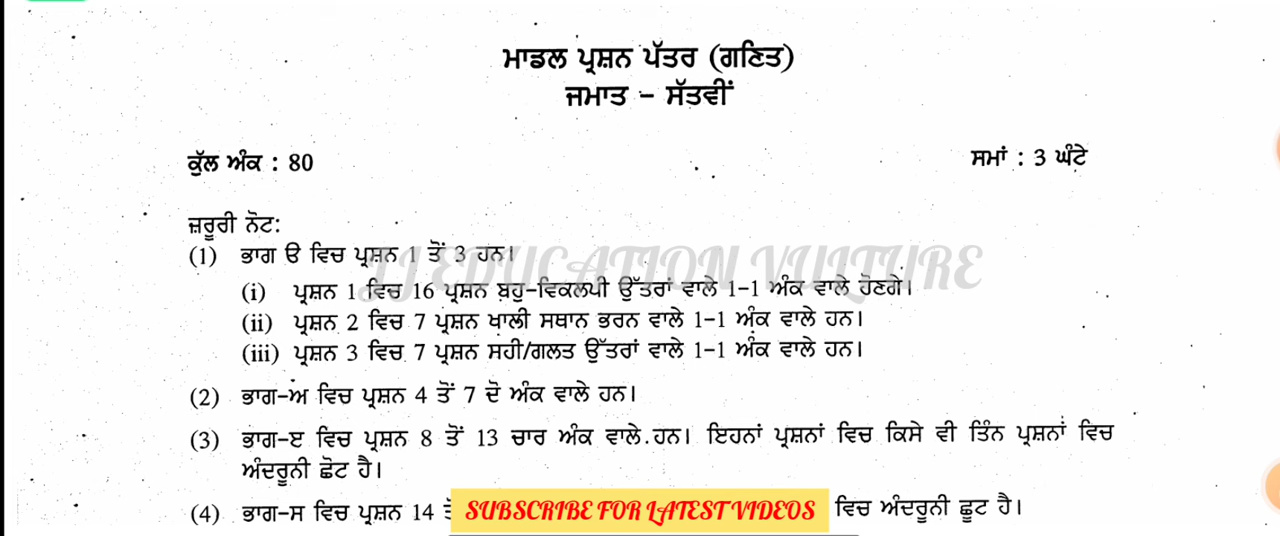 ਮਾਡਲ ਪ੍ਰਸ਼ਨ ਪੱਤਰ (ਗਣਿਤ)
ਜਮਾਤ – ਸੱਤਵੀਂ
ਕੁੱਲ ਅੰਕ : 80 ਸਮਾਂ : 3 ਘੰਟੇ
ਜ਼ਰੂਰੀ ਨੋਟ:
(1) ਭਾਗ ੳ ਵਿਚ ਪ੍ਰਸ਼ਨ 1 ਤੋਂ 3 ਹਨ।
JJ EDUCATION VULTURE
(i) ਪ੍ਰਸ਼ਨ 1 ਵਿਚ 16 ਪ੍ਰਸ਼ਨ ਬਹੁ-ਵਿਕਲਪੀ ਉੱਤਰਾਂ ਵਾਲੇ 1-1 ਅੰਕ ਵਾਲੇ ਹੋਣਗੇ।
(ii) ਪ੍ਰਸ਼ਨ 2 ਵਿਚ 7 ਪ੍ਰਸ਼ਨ ਖਾਲੀ ਸਥਾਨ ਭਰਨ ਵਾਲੇ 1-1 ਅੰਕ ਵਾਲੇ ਹਨ।
(iii) ਪ੍ਰਸ਼ਨ 3 ਵਿਚ 7 ਪ੍ਰਸ਼ਨ ਸਹੀ/ਗਲਤ ਉੱਤਰਾਂ ਵਾਲੇ 1-1 ਅੰਕ ਵਾਲੇ ਹਨ।
(2) ਭਾਗ-ਅ ਵਿਚ ਪ੍ਰਸ਼ਨ 4 ਤੋਂ 7 ਦੋ ਅੰਕ ਵਾਲੇ ਹਨ।
(3) ਭਾਗ-ੲ ਵਿਚ ਪ੍ਰਸ਼ਨ 8 ਤੋਂ 13 ਚਾਰ ਅੰਕ ਵਾਲੇ ਹਨ। ਇਹਨਾਂ ਪ੍ਰਸ਼ਨਾਂ ਵਿਚ ਕਿਸੇ ਵੀ ਤਿੰਨ ਪ੍ਰਸ਼ਨਾਂ ਵਿਚ
ਅੰਦਰੂਨੀ ਛੋਟ ਹੈ।
(4) ਭਾਗ-ਸ ਵਿਚ ਪ੍ਰਸ਼ਨ 14 SUBSCRIBE FOR LATEST VIDEOS ਵਿਚ ਅੰਦਰੂਨੀ ਛੂਟ ਹੈ।